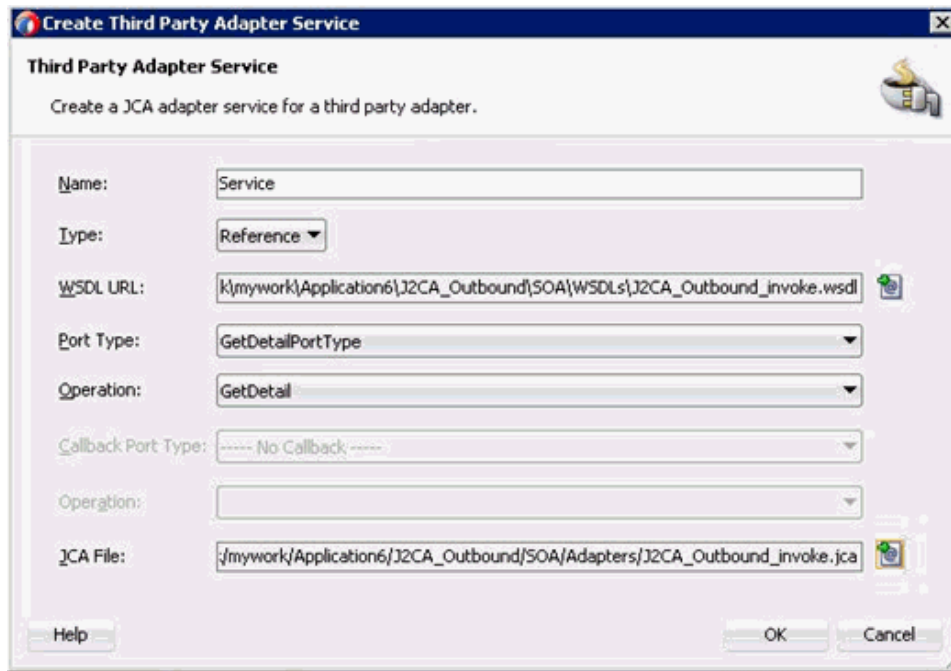 Create Third Party Adapter Service
Third Party Adapter Service
Create a JCA adapter service for a third party adapter.
Name: Service
Type: Reference
WSDL URL: k\mywork\Application6\J2CA_Outbound\SOA\WSDLs\J2CA_Outbound_invoke.wsdl
Port Type: GetDetailPortType
Operation: GetDetail
Callback Port Type: ----- No Callback -----
Operation:
JCA File: :/mywork/Application6/J2CA_Outbound/SOA/Adapters/J2CA_Outbound_invoke.jca
Help OK Cancel